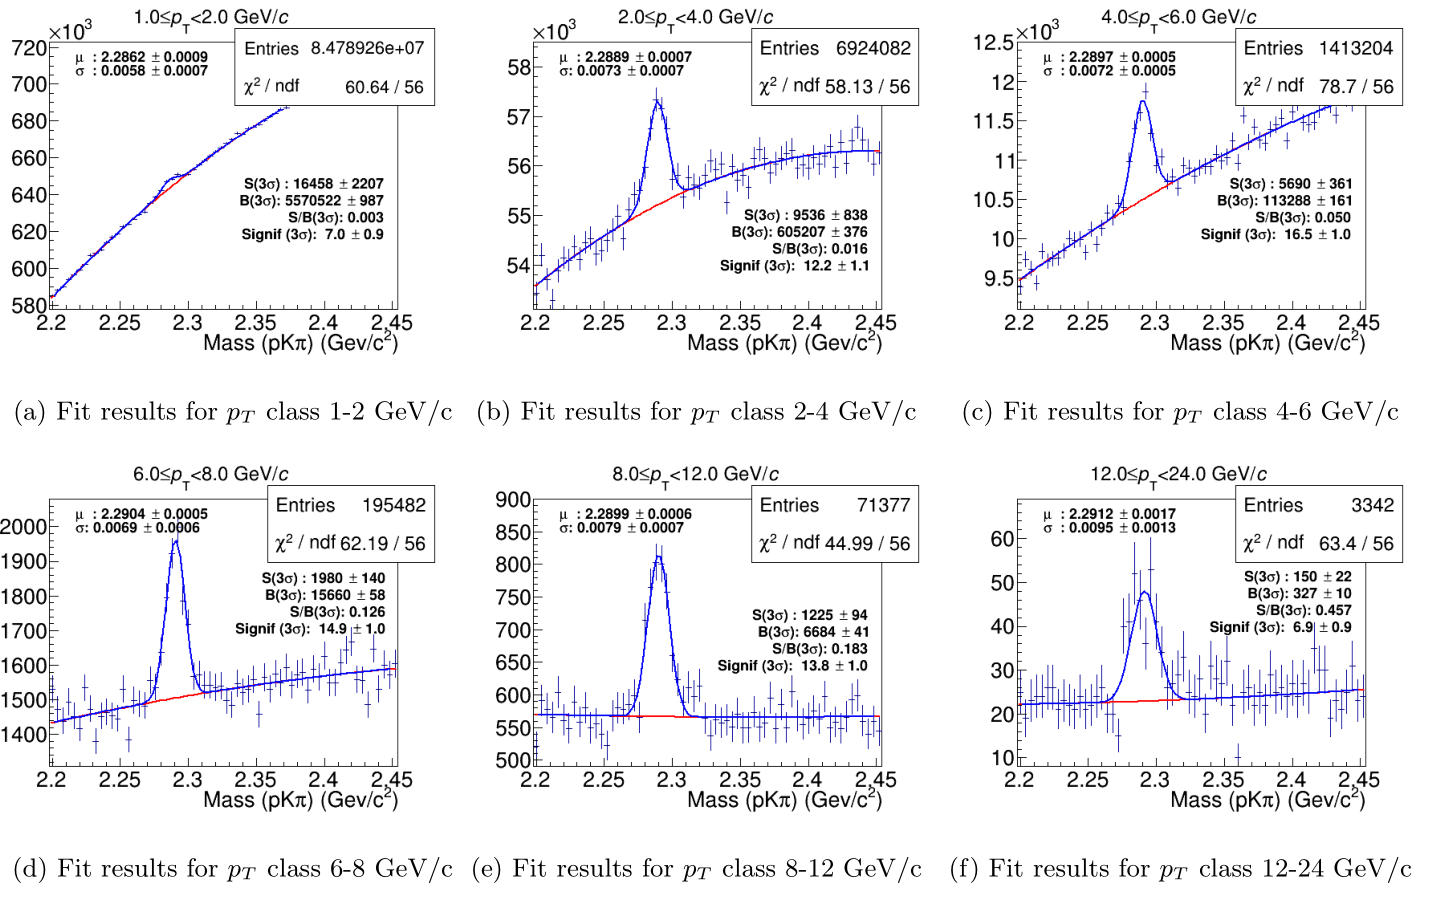 1.0≤pT<2.0 GeV/c
×10³
μ : 2.2862 ± 0.0009
σ : 0.0058 ± 0.0007
Entries 8.478926e+07
χ² / ndf 60.64 / 56
720
700
680
660
640
620
600
580
S(3σ) : 16458 ± 2207
B(3σ): 5570522 ± 987
S/B(3σ): 0.003
Signif (3σ): 7.0 ± 0.9
2.2 2.25 2.3 2.35 2.4 2.45
Mass (pKπ) (Gev/c²)
(a) Fit results for pT class 1-2 GeV/c
2.0≤pT<4.0 GeV/c
×10³
μ : 2.2889 ± 0.0007
σ: 0.0073 ± 0.0007
Entries 6924082
χ² / ndf 58.13 / 56
58
57
56
55
54
S(3σ) : 9536 ± 838
B(3σ): 605207 ± 376
S/B(3σ): 0.016
Signif (3σ): 12.2 ± 1.1
2.2 2.25 2.3 2.35 2.4 2.45
Mass (pKπ) (Gev/c²)
(b) Fit results for pT class 2-4 GeV/c
4.0≤pT<6.0 GeV/c
×10³
μ : 2.2897 ± 0.0005
σ : 0.0072 ± 0.0005
Entries 1413204
χ² / ndf 78.7 / 56
12.5
12
11.5
11
10.5
10
9.5
S(3σ) : 5690 ± 361
B(3σ): 113288 ± 161
S/B(3σ): 0.050
Signif (3σ): 16.5 ± 1.0
2.2 2.25 2.3 2.35 2.4 2.45
Mass (pKπ) (Gev/c²)
(c) Fit results for pT class 4-6 GeV/c
6.0≤pT<8.0 GeV/c
μ : 2.2904 ± 0.0005
σ: 0.0069 ± 0.0006
Entries 195482
χ² / ndf 62.19 / 56
2000
1900
1800
1700
1600
1500
1400
S(3σ) : 1980 ± 140
B(3σ): 15660 ± 58
S/B(3σ): 0.126
Signif (3σ): 14.9 ± 1.0
2.2 2.25 2.3 2.35 2.4 2.45
Mass (pKπ) (Gev/c²)
(d) Fit results for pT class 6-8 GeV/c
8.0≤pT<12.0 GeV/c
μ : 2.2899 ± 0.0006
σ: 0.0079 ± 0.0007
Entries 71377
χ² / ndf 44.99 / 56
900
850
800
750
700
650
600
550
500
S(3σ) : 1225 ± 94
B(3σ): 6684 ± 41
S/B(3σ): 0.183
Signif (3σ): 13.8 ± 1.0
2.2 2.25 2.3 2.35 2.4 2.45
Mass (pKπ) (Gev/c²)
(e) Fit results for pT class 8-12 GeV/c
12.0≤pT<24.0 GeV/c
μ : 2.2912 ± 0.0017
σ : 0.0095 ± 0.0013
Entries 3342
χ² / ndf 63.4 / 56
60
50
40
30
20
10
S(3σ) : 150 ± 22
B(3σ): 327 ± 10
S/B(3σ): 0.457
Signif (3σ): 6.9 ± 0.9
2.2 2.25 2.3 2.35 2.4 2.45
Mass (pKπ) (Gev/c²)
(f) Fit results for pT class 12-24 GeV/c